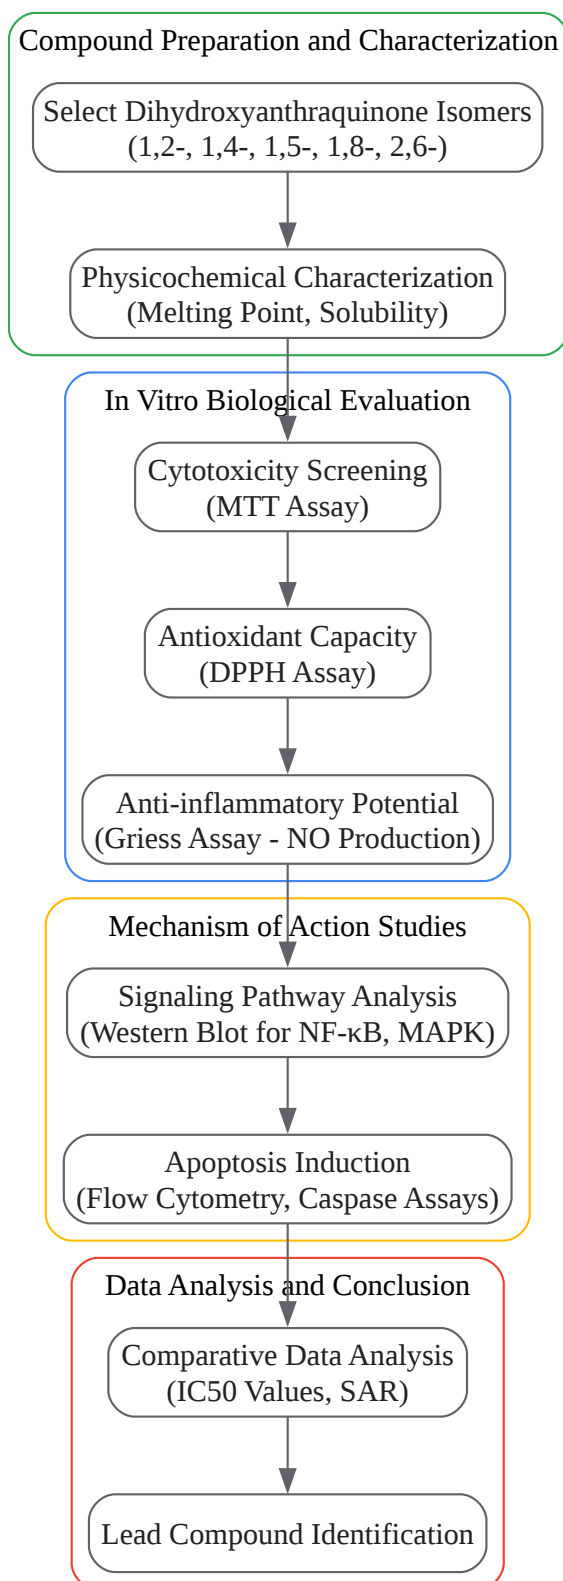 Compound Preparation and Characterization
Select Dihydroxyanthraquinone Isomers
(1,2-, 1,4-, 1,5-, 1,8-, 2,6-)
Physicochemical Characterization
(Melting Point, Solubility)
In Vitro Biological Evaluation
Cytotoxicity Screening
(MTT Assay)
Antioxidant Capacity
(DPPH Assay)
Anti-inflammatory Potential
(Griess Assay - NO Production)
Mechanism of Action Studies
Signaling Pathway Analysis
(Western Blot for NF-κB, MAPK)
Apoptosis Induction
(Flow Cytometry, Caspase Assays)
Data Analysis and Conclusion
Comparative Data Analysis
(IC50 Values, SAR)
Lead Compound Identification